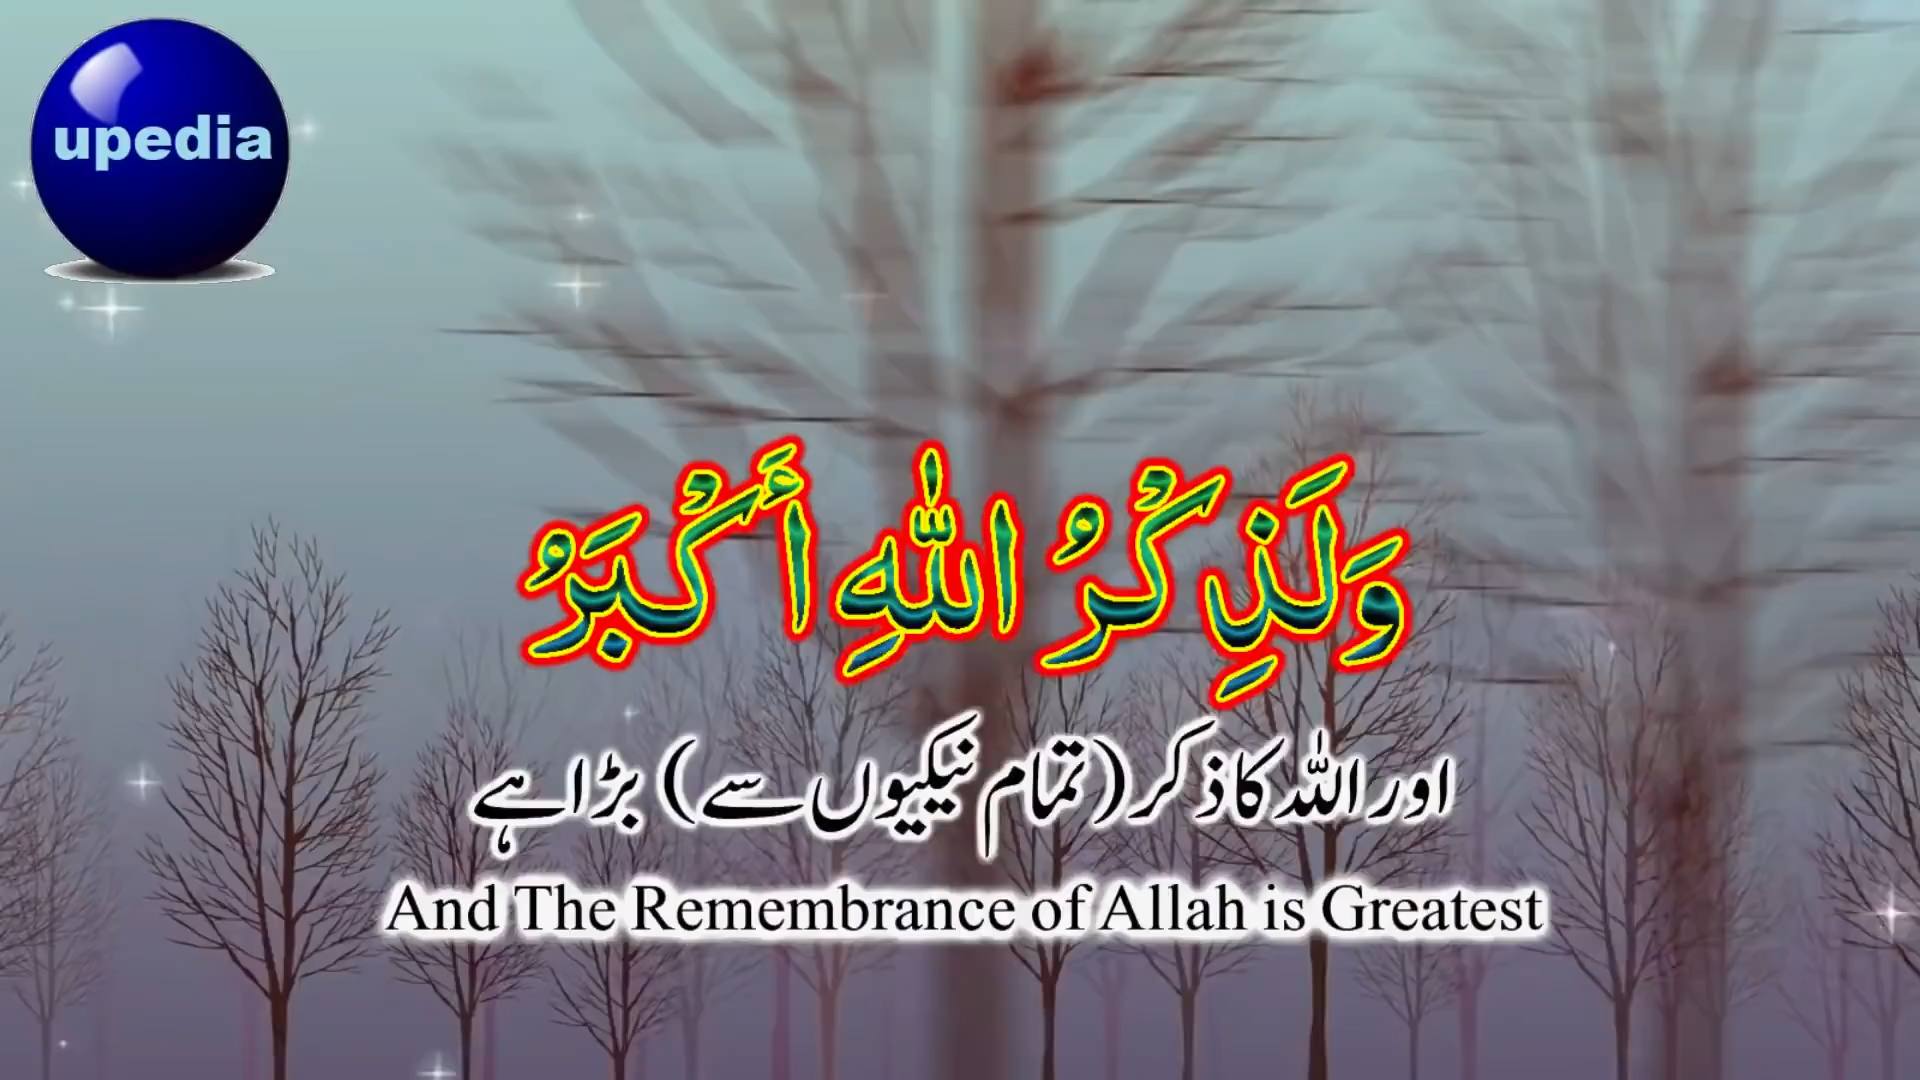 upedia
وَلَذِكْرُ اللّٰهِ أَكْبَرُ
اور اللہ کا ذکر (تمام نیکیوں سے) بڑا ہے
And The Remembrance of Allah is Greatest